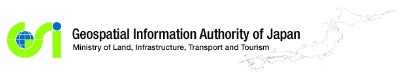 Geospatial Information Authority of Japan
Ministry of Land, Infrastructure, Transport and Tourism